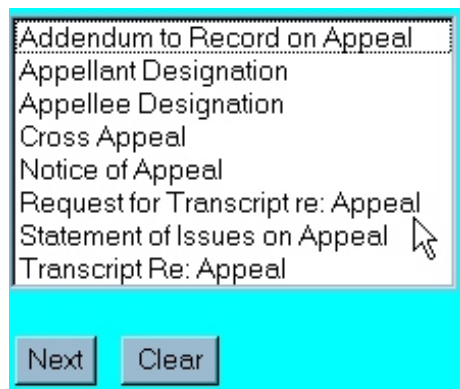 Addendum to Record on Appeal
Appellant Designation
Appellee Designation
Cross Appeal
Notice of Appeal
Request for Transcript re: Appeal
Statement of Issues on Appeal
Transcript Re: Appeal
Next Clear